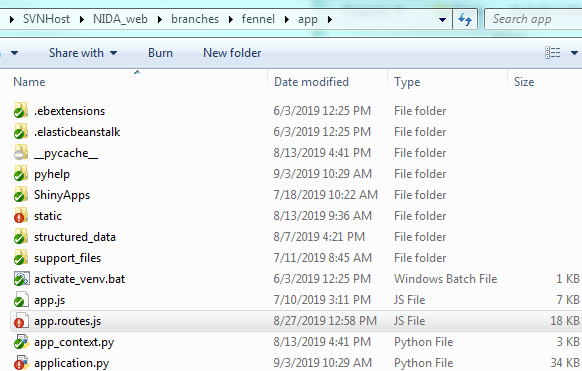 SVNHost NIDA_web branches fennel app Search app
Share with Burn New folder
Name Date modified Type Size
.ebextensions 6/3/2019 12:25 PM File folder
.elasticbeanstalk 6/3/2019 12:25 PM File folder
__pycache__ 8/13/2019 4:41 PM File folder
pyhelp 9/3/2019 10:29 AM File folder
ShinyApps 7/18/2019 10:22 AM File folder
static 8/13/2019 9:36 AM File folder
structured_data 8/7/2019 4:21 PM File folder
support_files 7/11/2019 8:45 AM File folder
activate_venv.bat 6/3/2019 12:25 PM Windows Batch File 1 KB
app.js 7/10/2019 3:11 PM JS File 7 KB
app.routes.js 8/27/2019 12:58 PM JS File 18 KB
app_context.py 8/13/2019 4:41 PM Python File 3 KB
application.py 9/3/2019 10:29 AM Python File 34 KB